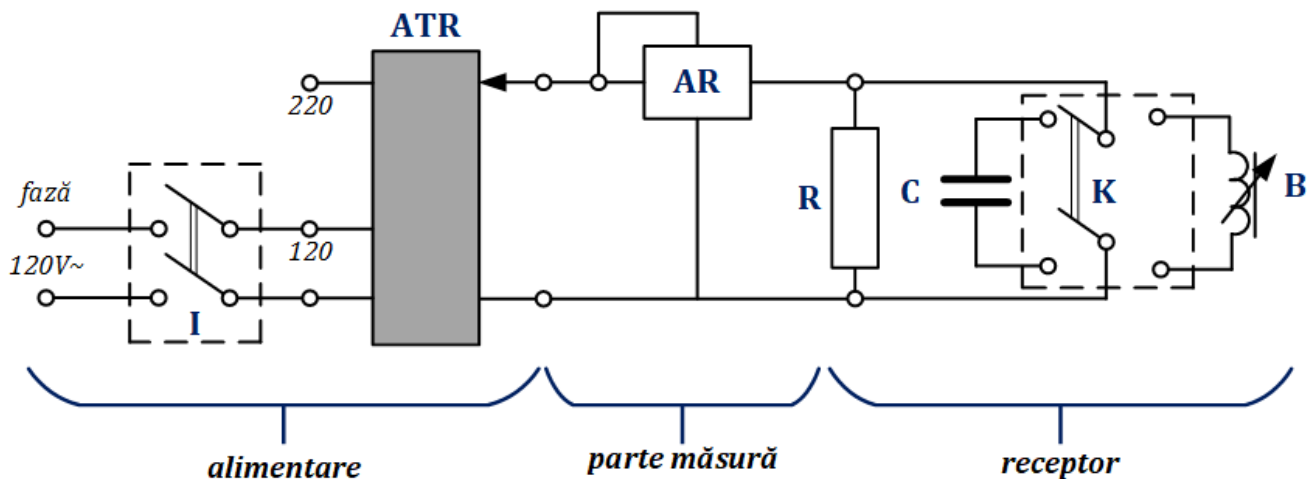 ATR
220
AR
fază
120V~
120
I
R
C
K
B
alimentare
parte măsură
receptor